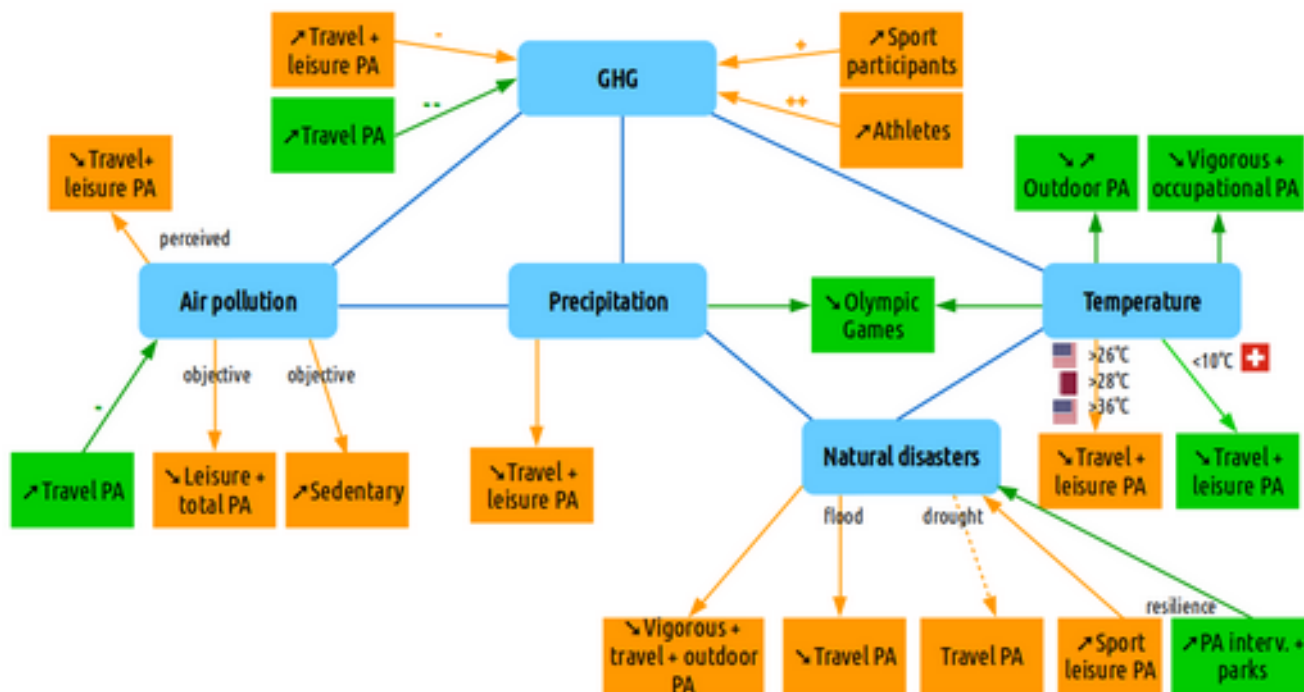 ↗Travel +
leisure PA
-
GHG
+
↗Sport
participants
--
++
↗Travel PA
↗Athletes
↘Travel+
leisure PA
↘ ↗
Outdoor PA
↘Vigorous +
occupational PA
perceived
Air pollution
Precipitation
↘Olympic
Games
Temperature
objective
objective
>26°C
>28°C
>36°C
<10°C
-
↗Travel PA
↘Leisure +
total PA
↗Sedentary
↘Travel +
leisure PA
Natural disasters
↘Travel +
leisure PA
↘Travel +
leisure PA
flood
drought
resilience
↘Vigorous +
travel + outdoor
PA
↘Travel PA
Travel PA
↗Sport
leisure PA
↗PA interv. +
parks